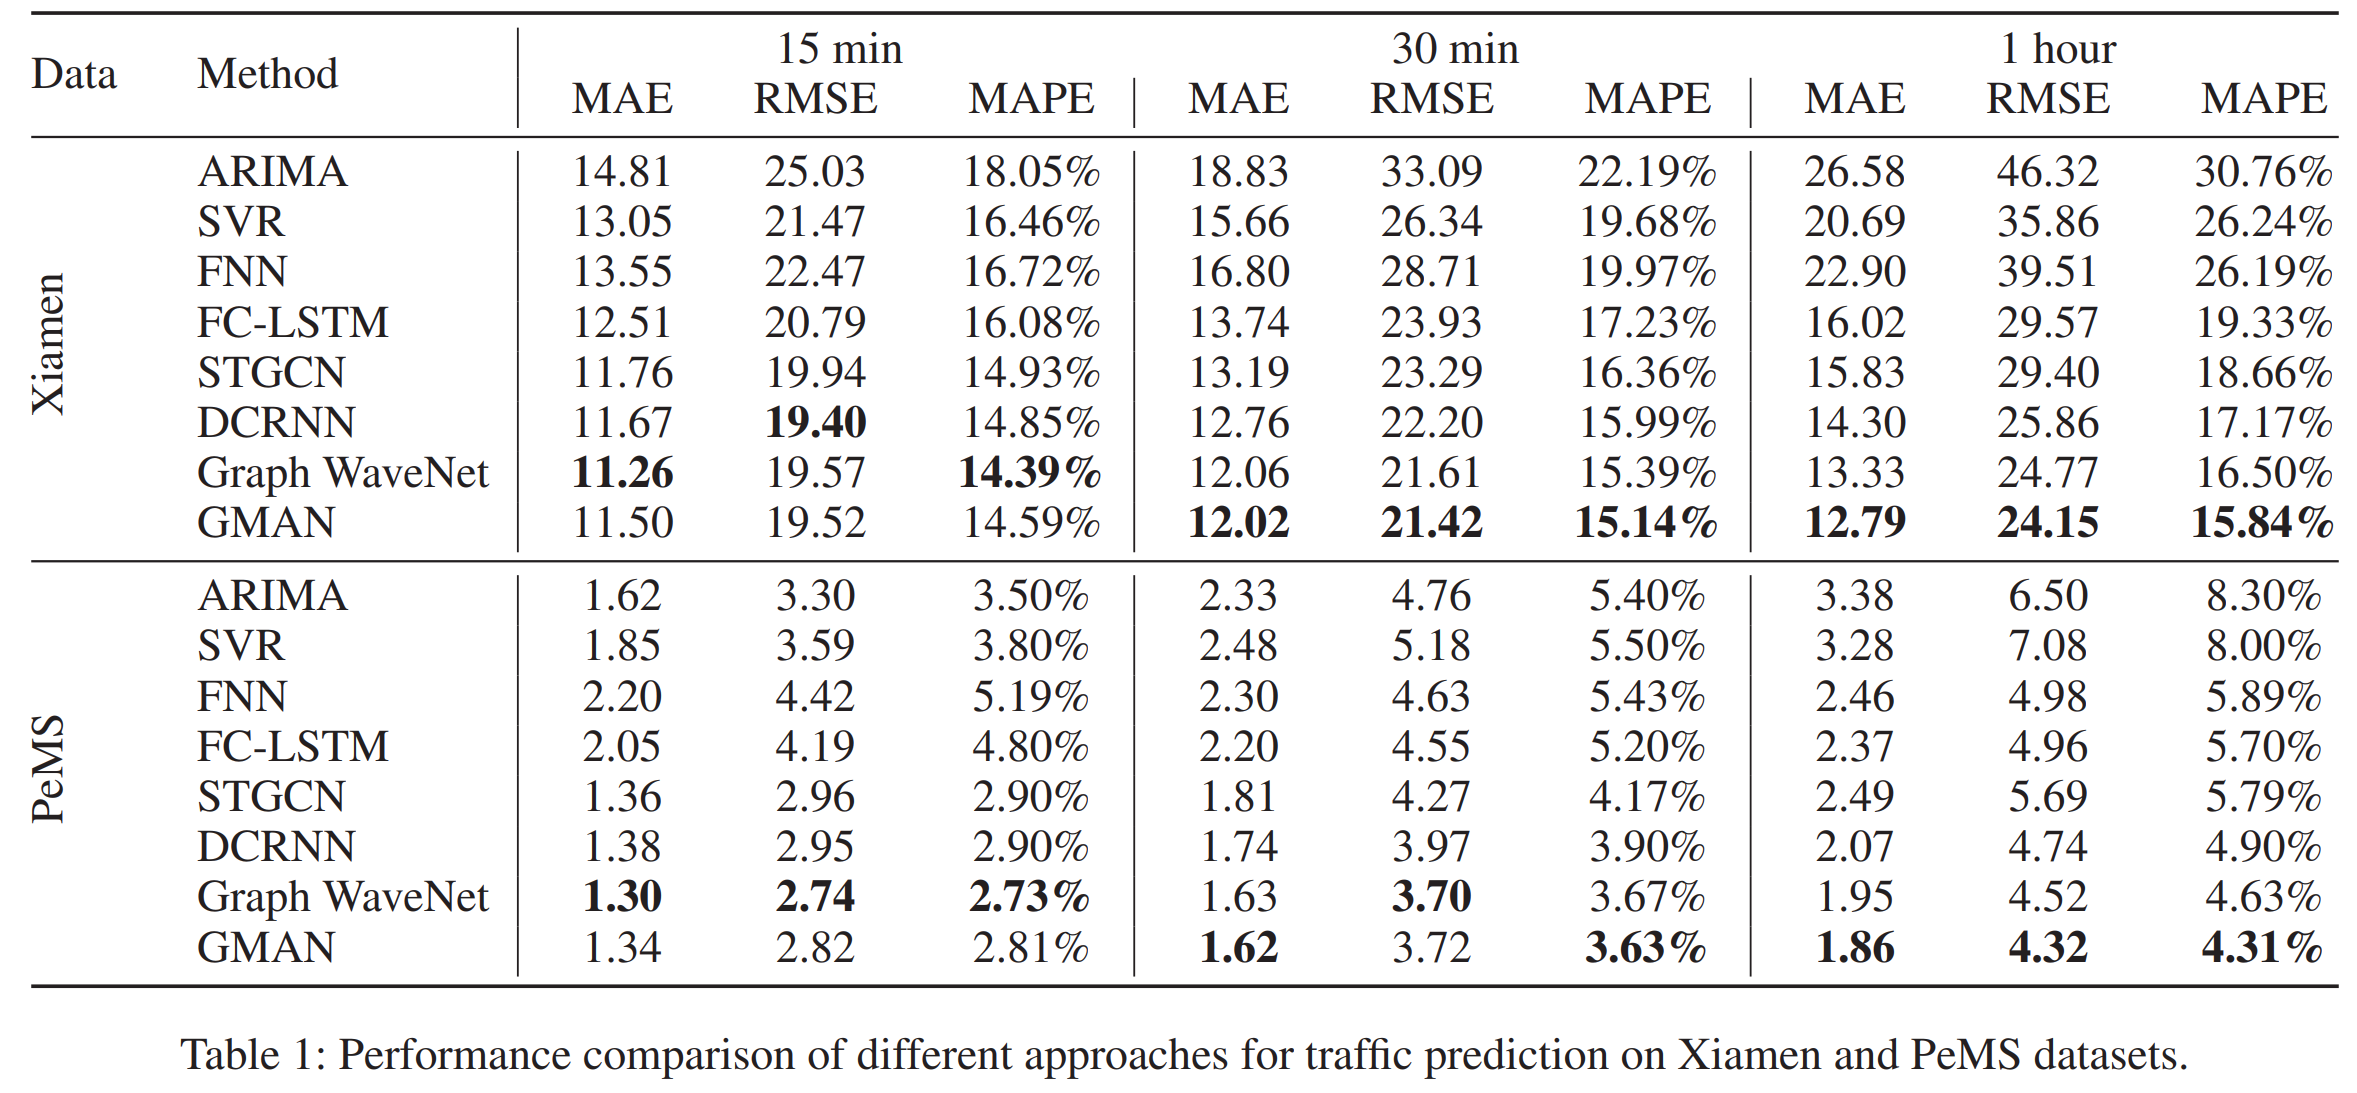 Data Method 15 min 30 min 1 hour
MAE RMSE MAPE MAE RMSE MAPE MAE RMSE MAPE
Xiamen
ARIMA 14.81 25.03 18.05% 18.83 33.09 22.19% 26.58 46.32 30.76%
SVR 13.05 21.47 16.46% 15.66 26.34 19.68% 20.69 35.86 26.24%
FNN 13.55 22.47 16.72% 16.80 28.71 19.97% 22.90 39.51 26.19%
FC-LSTM 12.51 20.79 16.08% 13.74 23.93 17.23% 16.02 29.57 19.33%
STGCN 11.76 19.94 14.93% 13.19 23.29 16.36% 15.83 29.40 18.66%
DCRNN 11.67 19.40 14.85% 12.76 22.20 15.99% 14.30 25.86 17.17%
Graph WaveNet 11.26 19.57 14.39% 12.06 21.61 15.39% 13.33 24.77 16.50%
GMAN 11.50 19.52 14.59% 12.02 21.42 15.14% 12.79 24.15 15.84%
PeMS
ARIMA 1.62 3.30 3.50% 2.33 4.76 5.40% 3.38 6.50 8.30%
SVR 1.85 3.59 3.80% 2.48 5.18 5.50% 3.28 7.08 8.00%
FNN 2.20 4.42 5.19% 2.30 4.63 5.43% 2.46 4.98 5.89%
FC-LSTM 2.05 4.19 4.80% 2.20 4.55 5.20% 2.37 4.96 5.70%
STGCN 1.36 2.96 2.90% 1.81 4.27 4.17% 2.49 5.69 5.79%
DCRNN 1.38 2.95 2.90% 1.74 3.97 3.90% 2.07 4.74 4.90%
Graph WaveNet 1.30 2.74 2.73% 1.63 3.70 3.67% 1.95 4.52 4.63%
GMAN 1.34 2.82 2.81% 1.62 3.72 3.63% 1.86 4.32 4.31%
Table 1: Performance comparison of different approaches for traffic prediction on Xiamen and PeMS datasets.